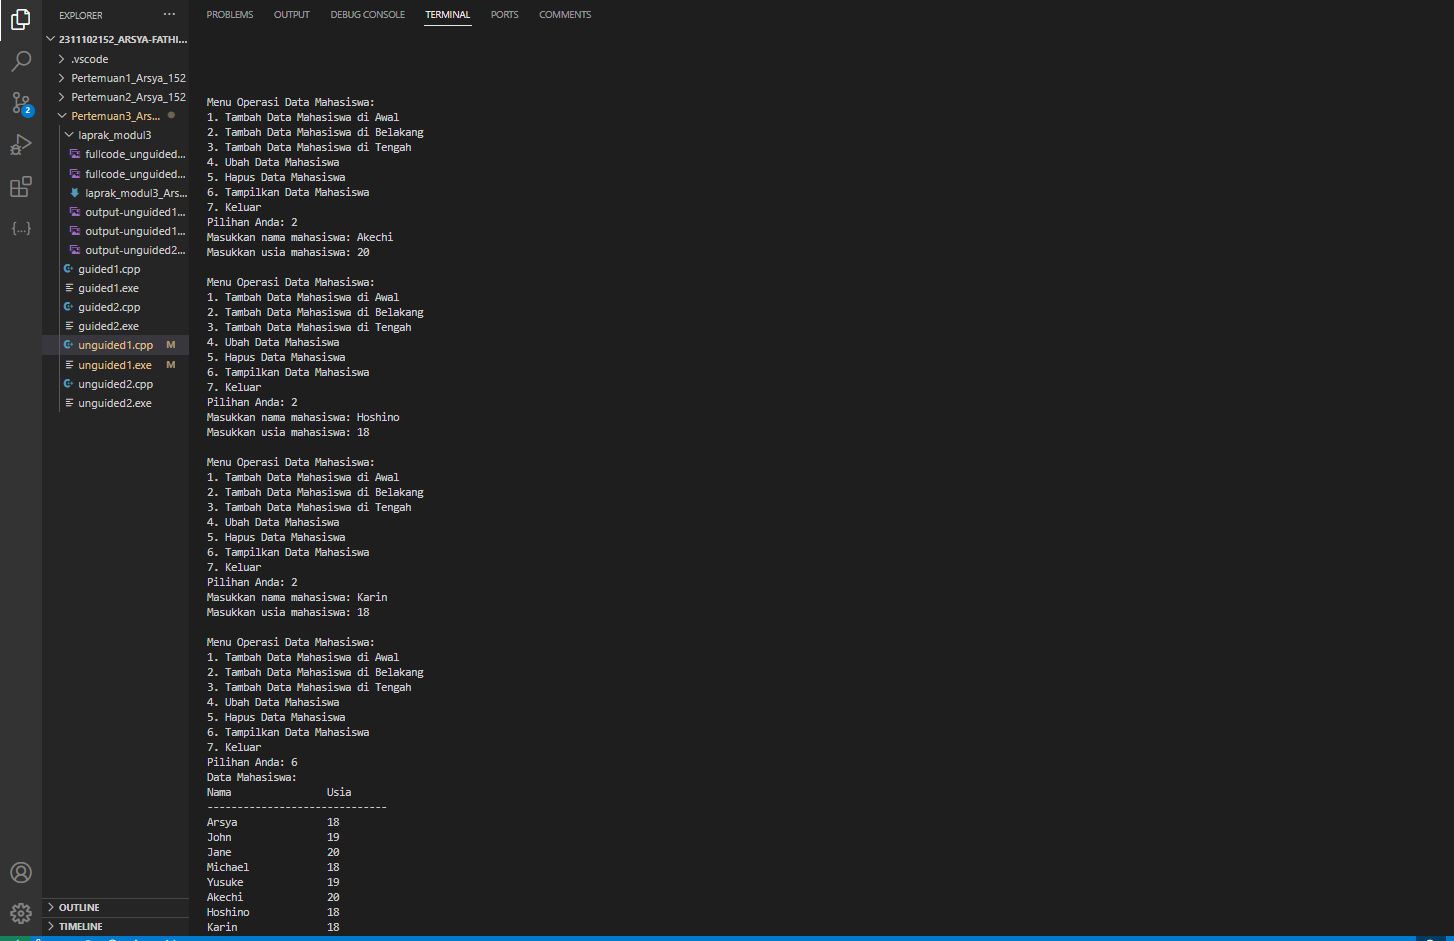 EXPLORER
2311102152_ARSYA-FATHI...
.vscode
Pertemuan1_Arsya_152
Pertemuan2_Arsya_152
Pertemuan3_Ars...
laprak_modul3
fullcode_unguided...
fullcode_unguided...
laprak_modul3_Ars...
output-unguided1...
output-unguided1...
output-unguided2...
guided1.cpp
guided1.exe
guided2.cpp
guided2.exe
unguided1.cpp M
unguided1.exe M
unguided2.cpp
unguided2.exe
OUTLINE
TIMELINE
2
{...}
PROBLEMS OUTPUT DEBUG CONSOLE TERMINAL PORTS COMMENTS
Menu Operasi Data Mahasiswa:
1. Tambah Data Mahasiswa di Awal
2. Tambah Data Mahasiswa di Belakang
3. Tambah Data Mahasiswa di Tengah
4. Ubah Data Mahasiswa
5. Hapus Data Mahasiswa
6. Tampilkan Data Mahasiswa
7. Keluar
Pilihan Anda: 2
Masukkan nama mahasiswa: Akechi
Masukkan usia mahasiswa: 20
Menu Operasi Data Mahasiswa:
1. Tambah Data Mahasiswa di Awal
2. Tambah Data Mahasiswa di Belakang
3. Tambah Data Mahasiswa di Tengah
4. Ubah Data Mahasiswa
5. Hapus Data Mahasiswa
6. Tampilkan Data Mahasiswa
7. Keluar
Pilihan Anda: 2
Masukkan nama mahasiswa: Hoshino
Masukkan usia mahasiswa: 18
Menu Operasi Data Mahasiswa:
1. Tambah Data Mahasiswa di Awal
2. Tambah Data Mahasiswa di Belakang
3. Tambah Data Mahasiswa di Tengah
4. Ubah Data Mahasiswa
5. Hapus Data Mahasiswa
6. Tampilkan Data Mahasiswa
7. Keluar
Pilihan Anda: 2
Masukkan nama mahasiswa: Karin
Masukkan usia mahasiswa: 18
Menu Operasi Data Mahasiswa:
1. Tambah Data Mahasiswa di Awal
2. Tambah Data Mahasiswa di Belakang
3. Tambah Data Mahasiswa di Tengah
4. Ubah Data Mahasiswa
5. Hapus Data Mahasiswa
6. Tampilkan Data Mahasiswa
7. Keluar
Pilihan Anda: 6
Data Mahasiswa:
Nama Usia
------------------------------
Arsya 18
John 19
Jane 20
Michael 18
Yusuke 19
Akechi 20
Hoshino 18
Karin 18